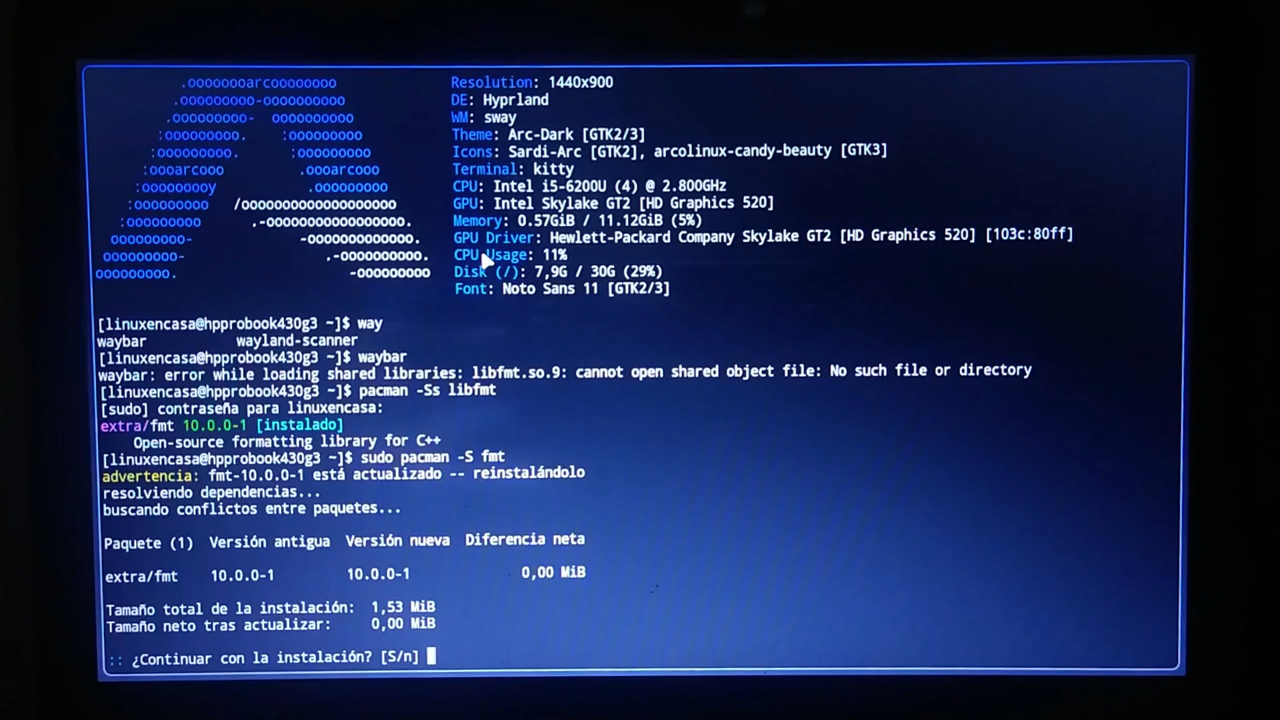 .oooooooarcoooooooo
.ooooooooo-oooooooooo
.ooooooooo-  oooooooooo
:ooooooooo.   :ooooooooo
:ooooooooo.    :ooooooooo
:oooarcooo    .oooarcooo
:ooooooooy    .ooooooooo
:ooooooooo   /ooooooooooooooooooo
:ooooooooo    .-ooooooooooooooooo.
ooooooooo-    -ooooooooooooo.
ooooooooo-    .-oooooooooo.
ooooooooo.    -ooooooooo
Resolution: 1440x900
DE: Hyprland
WM: sway
Theme: Arc-Dark [GTK2/3]
Icons: Sardi-Arc [GTK2], arcolinux-candy-beauty [GTK3]
Terminal: kitty
CPU: Intel i5-6200U (4) @ 2.800GHz
GPU: Intel Skylake GT2 [HD Graphics 520]
Memory: 0.57GiB / 11.12GiB (5%)
GPU Driver: Hewlett-Packard Company Skylake GT2 [HD Graphics 520] [103c:80ff]
CPU Usage: 11%
Disk (/): 7,9G / 30G (29%)
Font: Noto Sans 11 [GTK2/3]
[linuxencasa@hpprobook430g3 ~]$ way
waybar wayland-scanner
[linuxencasa@hpprobook430g3 ~]$ waybar
waybar: error while loading shared libraries: libfmt.so.9: cannot open shared object file: No such file or directory
[linuxencasa@hpprobook430g3 ~]$ pacman -Ss libfmt
[sudo] contraseña para linuxencasa:
extra/fmt 10.0.0-1 [instalado]
Open-source formatting library for C++
[linuxencasa@hpprobook430g3 ~]$ sudo pacman -S fmt
advertencia: fmt-10.0.0-1 está actualizado -- reinstalándolo
resolviendo dependencias...
buscando conflictos entre paquetes...
Paquete (1) Versión antigua Versión nueva Diferencia neta
extra/fmt 10.0.0-1 10.0.0-1 0,00 MiB
Tamaño total de la instalación: 1,53 MiB
Tamaño neto tras actualizar: 0,00 MiB
:: ¿Continuar con la instalación? [S/n]